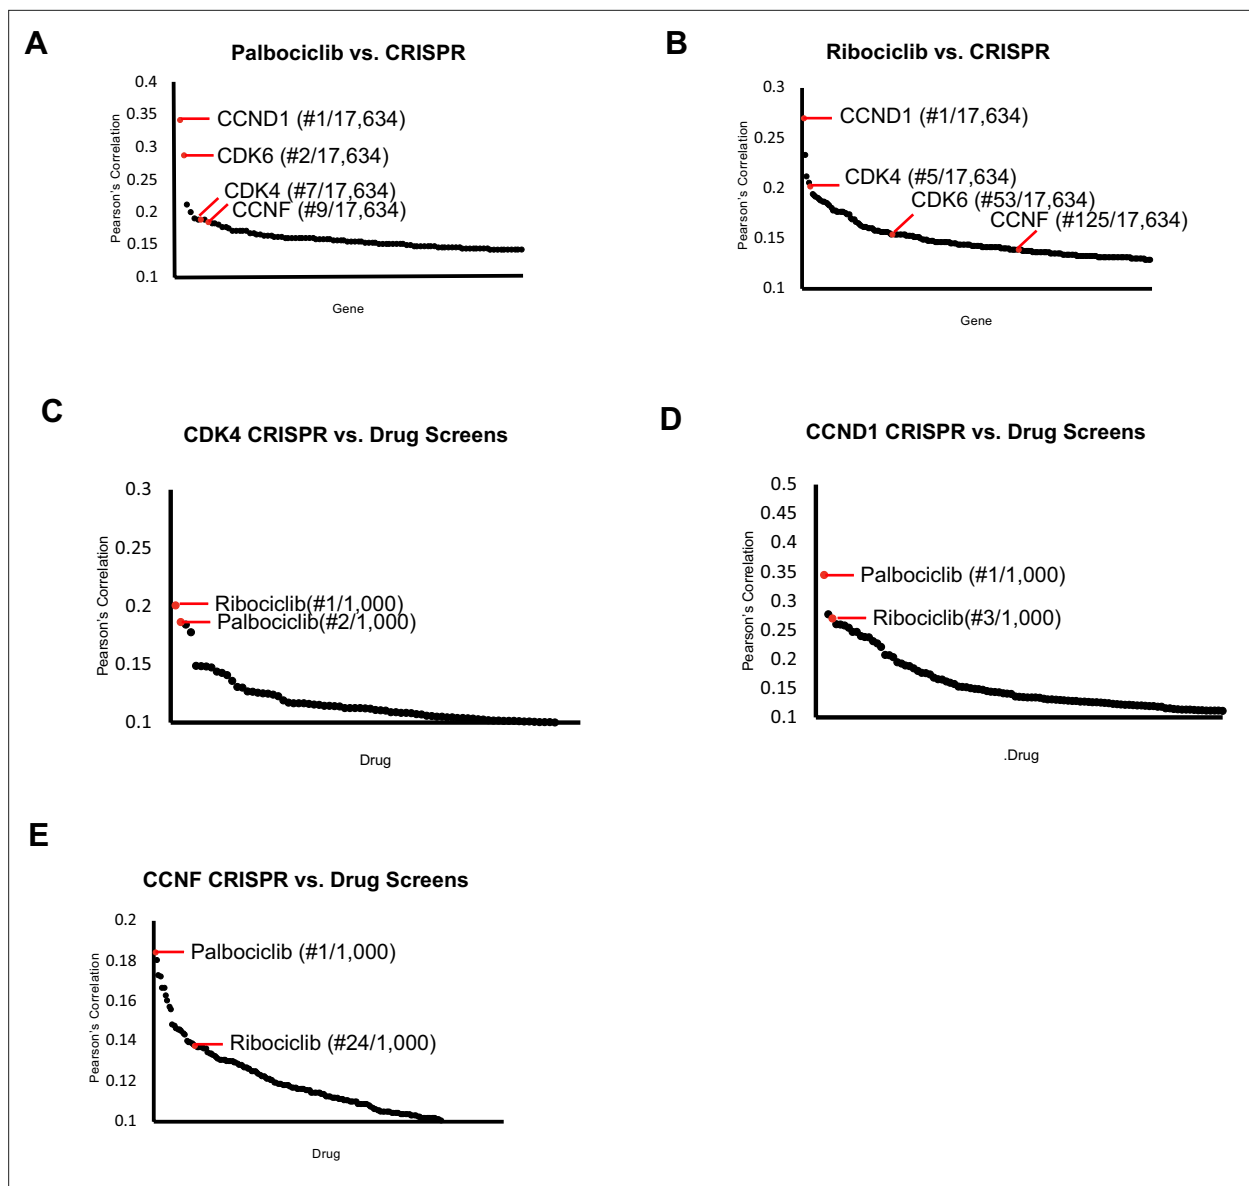 A
Palbociclib vs. CRISPR
Pearson's Correlation
0.4
0.35
0.3
0.25
0.2
0.15
0.1
CCND1 (#1/17,634)
CDK6 (#2/17,634)
CDK4 (#7/17,634)
CCNF (#9/17,634)
Gene
B
Ribociclib vs. CRISPR
Pearson's Correlation
0.3
0.25
0.2
0.15
0.1
CCND1 (#1/17,634)
CDK4 (#5/17,634)
CDK6 (#53/17,634)
CCNF (#125/17,634)
Gene
C
CDK4 CRISPR vs. Drug Screens
Pearson's Correlation
0.3
0.25
0.2
0.15
0.1
Ribociclib(#1/1,000)
Palbociclib(#2/1,000)
Drug
D
CCND1 CRISPR vs. Drug Screens
Pearson's Correlation
0.5
0.45
0.4
0.35
0.3
0.25
0.2
0.15
0.1
Palbociclib (#1/1,000)
Ribociclib(#3/1,000)
.Drug
E
CCNF CRISPR vs. Drug Screens
Pearson's Correlation
0.2
0.18
0.16
0.14
0.12
0.1
Palbociclib (#1/1,000)
Ribociclib (#24/1,000)
Drug